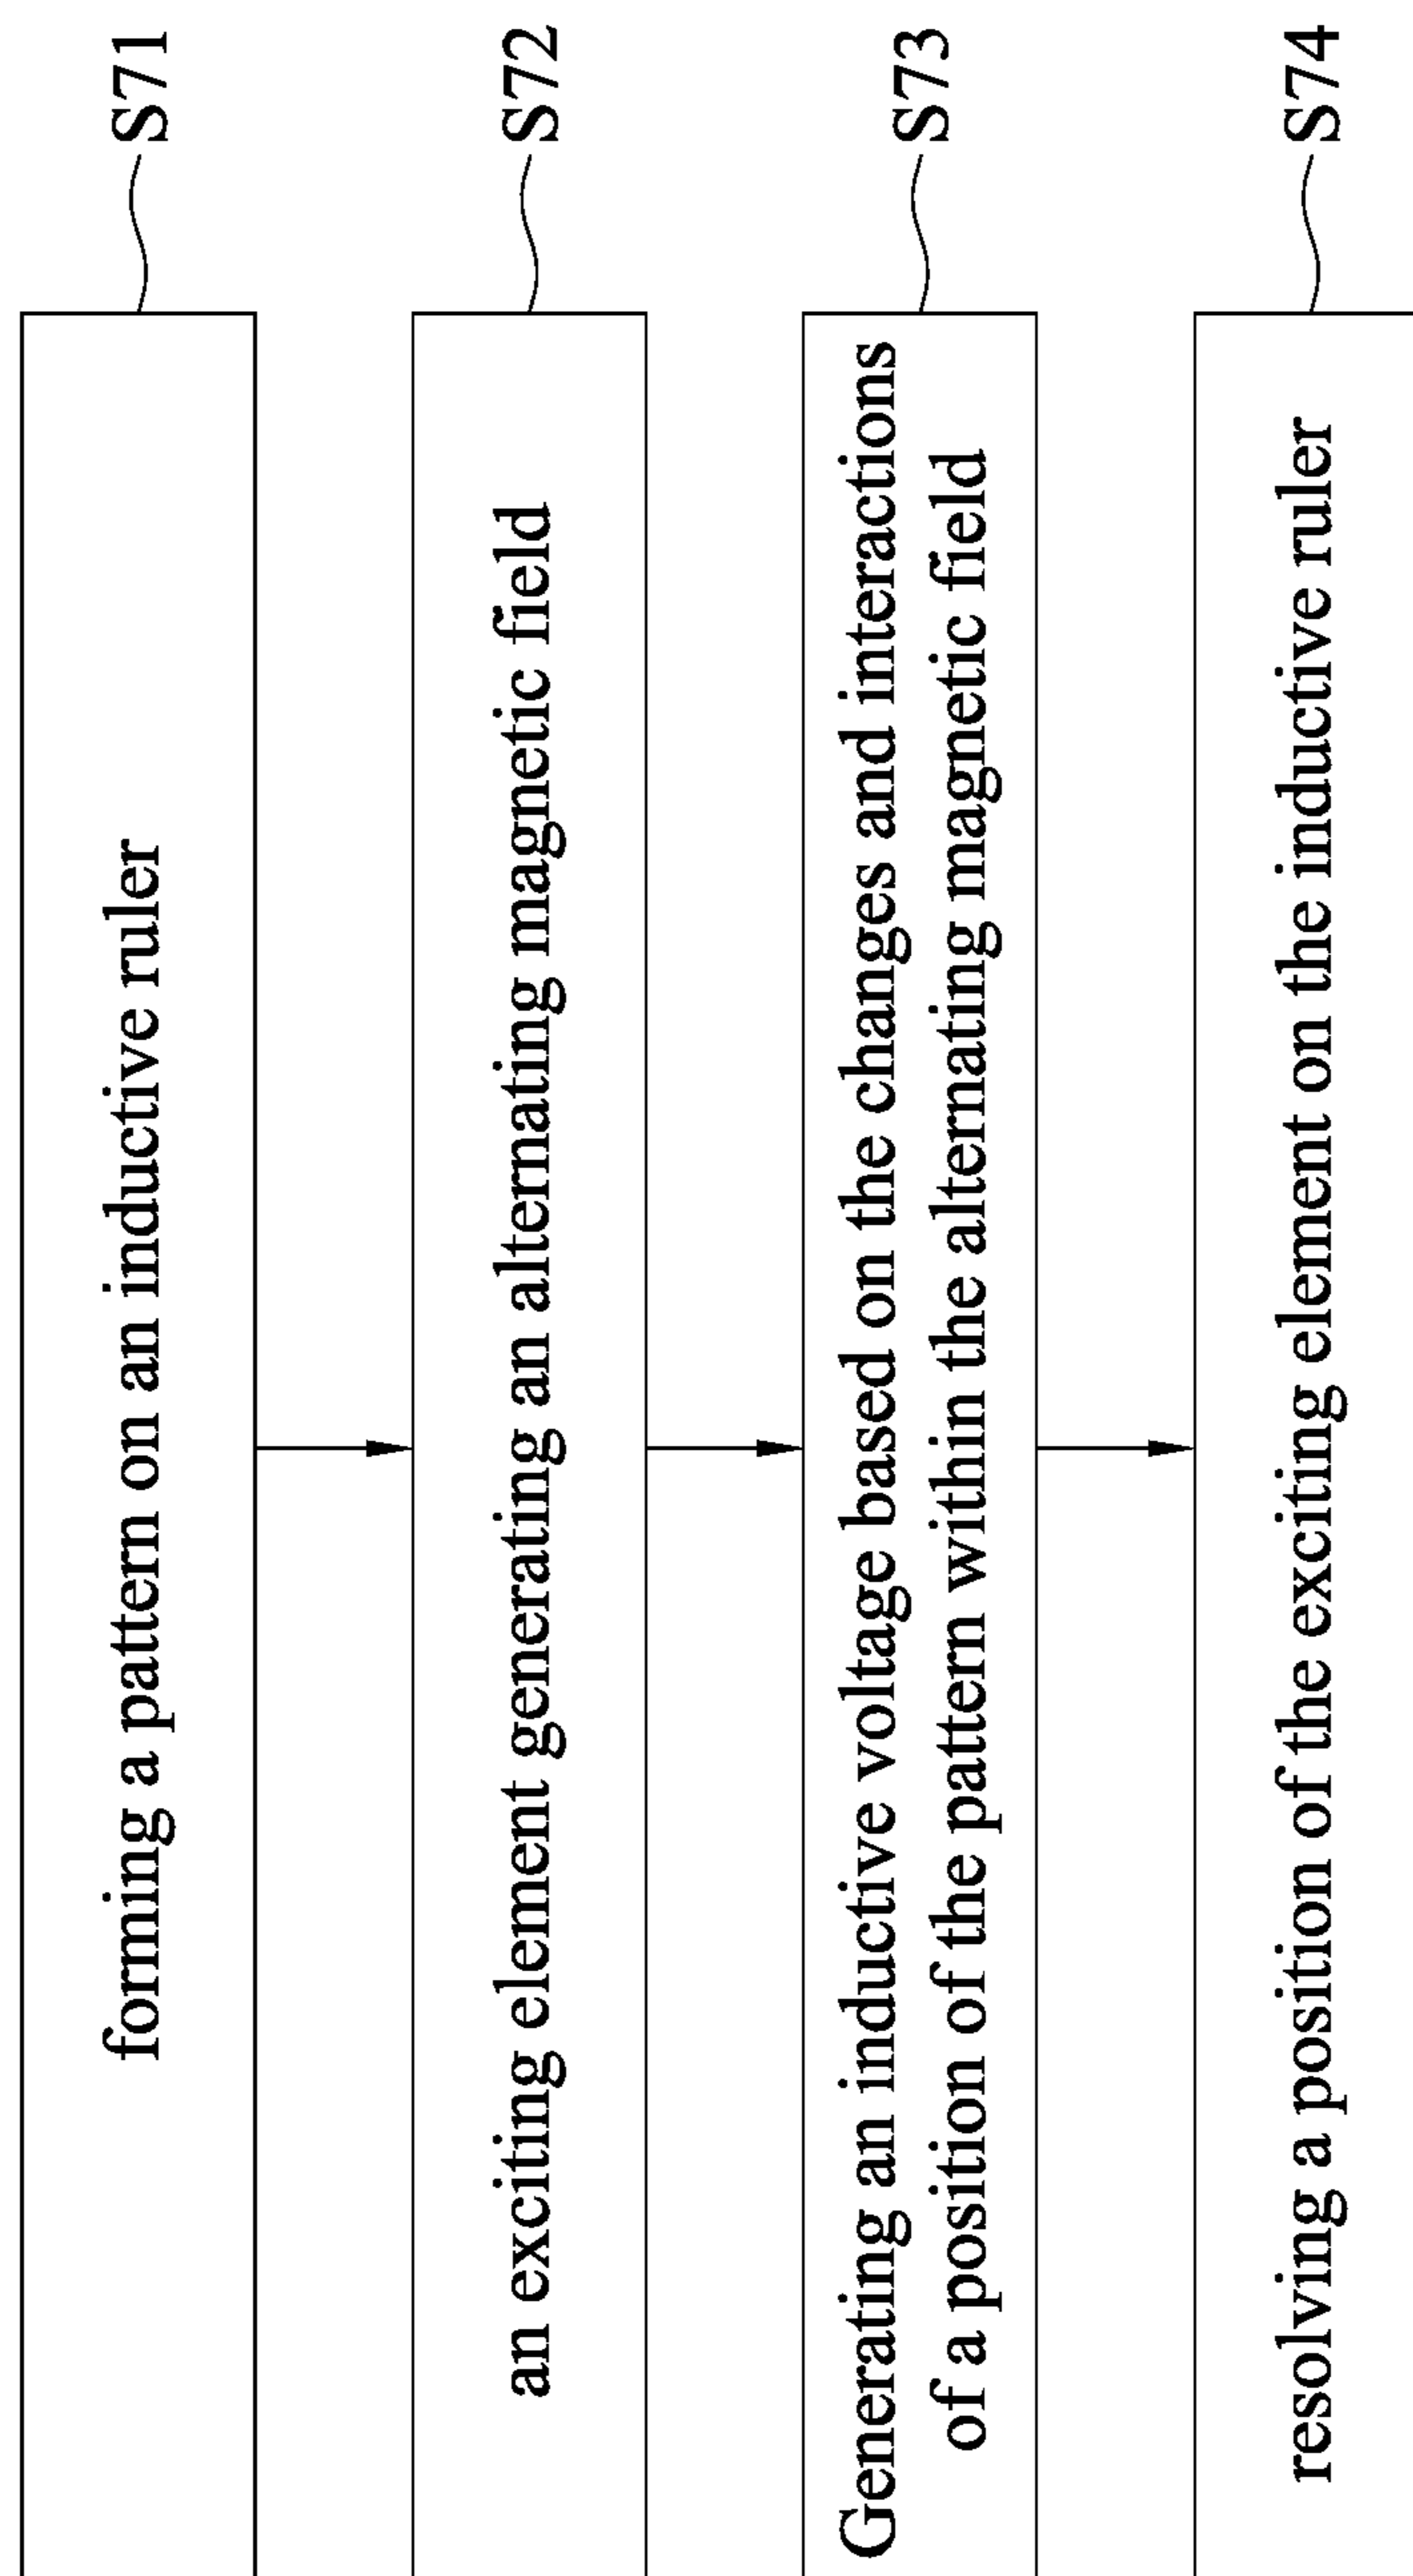 forming a pattern on an inductive ruler
S71
an exciting element generating an alternating magnetic field
S72
Generating an inductive voltage based on the changes and interactions
of a position of the pattern within the alternating magnetic field
S73
resolving a position of the exciting element on the inductive ruler
S74